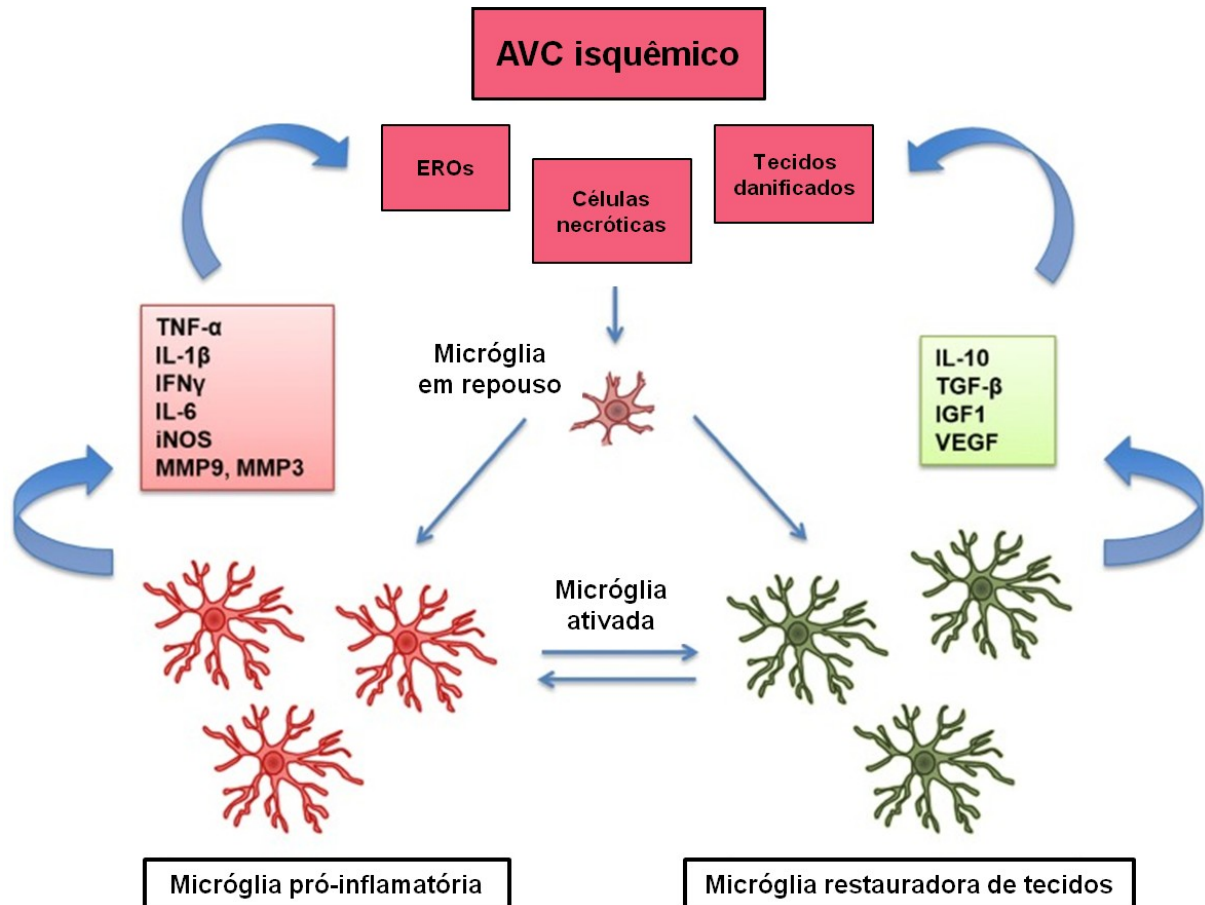 AVC isquêmico
EROs
Células
necróticas
Tecidos
danificados
TNF-α
IL-1β
IFNγ
IL-6
iNOS
MMP9, MMP3
Micróglia
em repouso
IL-10
TGF-β
IGF1
VEGF
Micróglia
ativada
Micróglia pró-inflamatória
Micróglia restauradora de tecidos